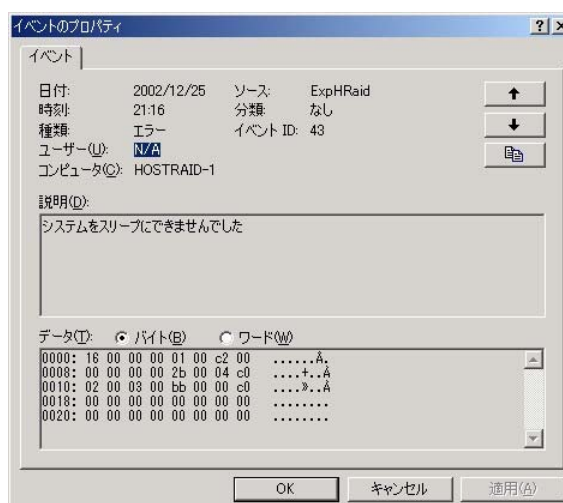 イベントのプロパティ
イベント
日付: 2002/12/25 ソース: ExpHRaid
時刻: 21:16 分類: なし
種類: エラー イベント ID: 43
ユーザー(U): N/A
コンピュータ(C): HOSTRAID-1
説明(D):
システムをスリープにできませんでした
データ(T): バイト(B) ワード(W)
0000: 16 00 00 00 01 00 c2 00 ......Â.
0008: 00 00 00 00 2b 00 04 c0 ....+..À
0010: 02 00 03 00 bb 00 00 c0 ....»..À
0018: 00 00 00 00 00 00 00 00 ........
0020: 00 00 00 00 00 00 00 00 ........
OK キャンセル 適用(A)